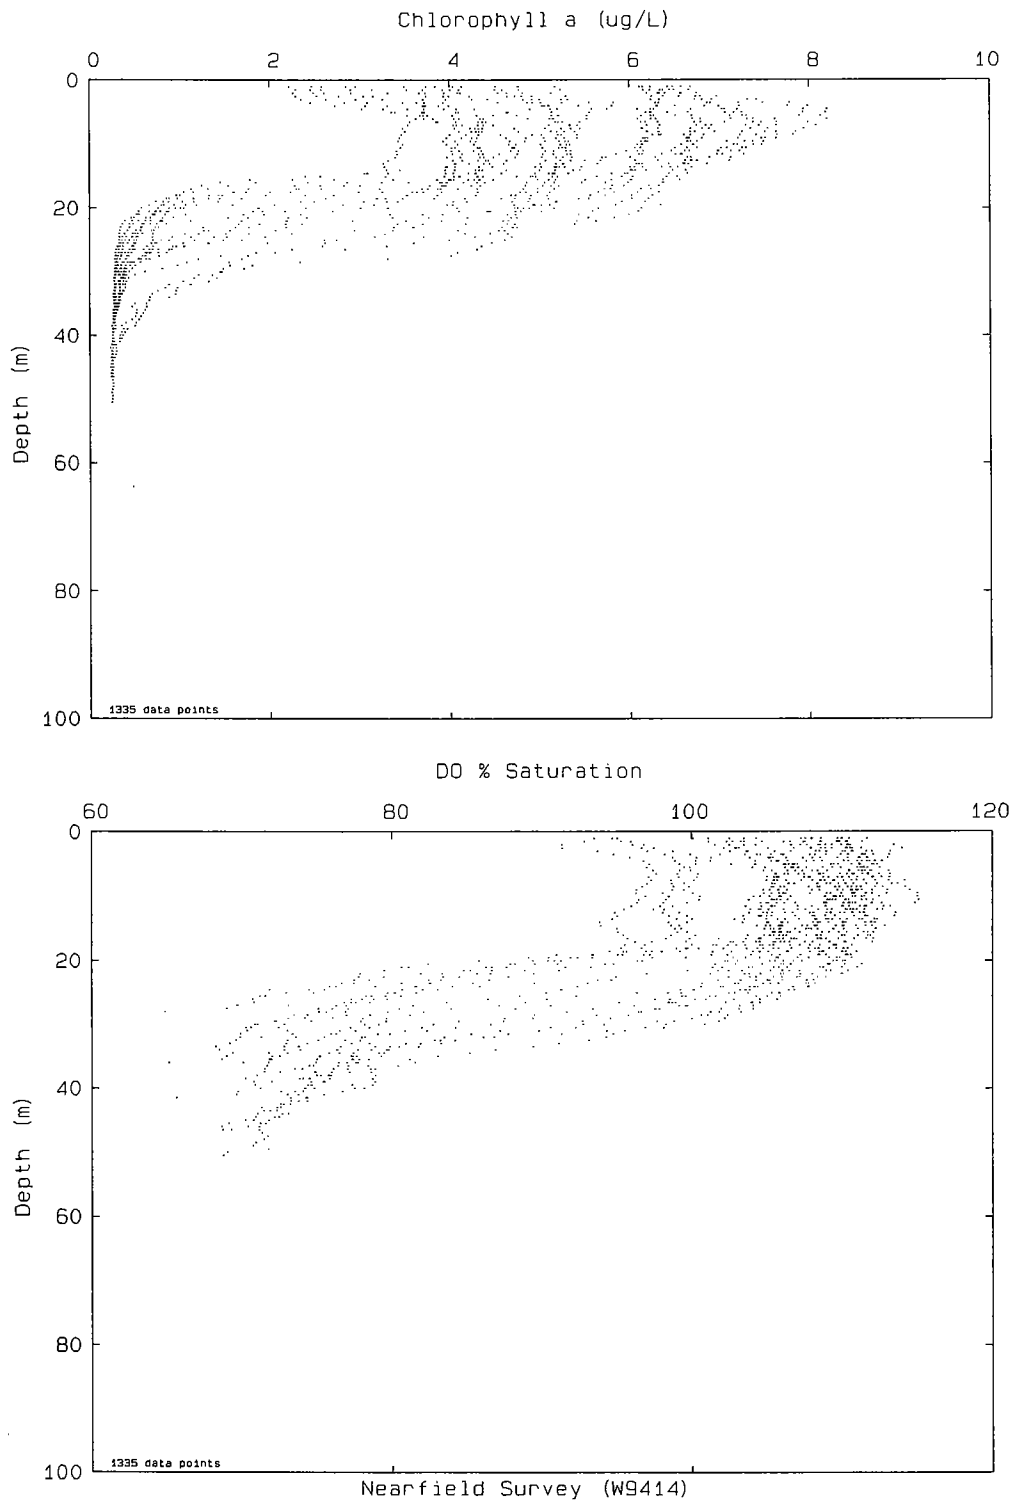 Chlorophyll a (ug/L)
0 2 4 6 8 10
0
20
40
60
80
100
Depth (m)
1335 data points
DO % Saturation
60 80 100 120
0
20
40
60
80
100
Depth (m)
1335 data points
Nearfield Survey (W9414)